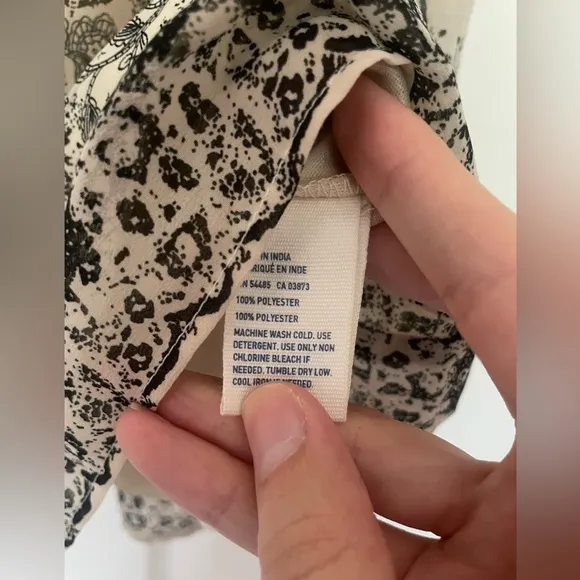 IN INDIA
EN INDE
54485 CA 03873
100% POLYESTER
100% POLYESTER
MACHINE WASH COLD. USE
DETERGENT. USE ONLY NON
CHLORINE BLEACH IF
NEEDED. TUMBLE DRY LOW.
COOL IRON IF NEEDED